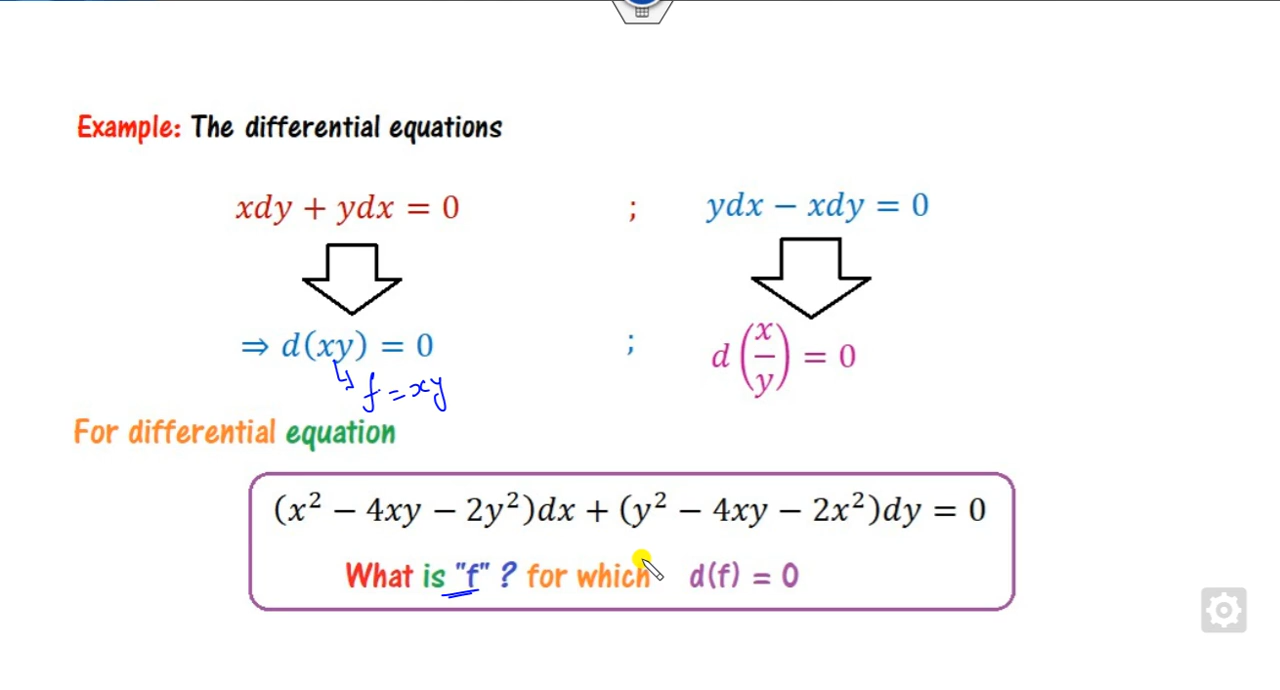 Example: The differential equations
xdy + ydx = 0 ; ydx − xdy = 0
⇒ d(xy) = 0 ; d(x/y) = 0
f = xy
For differential equation
(x² − 4xy − 2y²)dx + (y² − 4xy − 2x²)dy = 0
What is "f" ? for which d(f) = 0